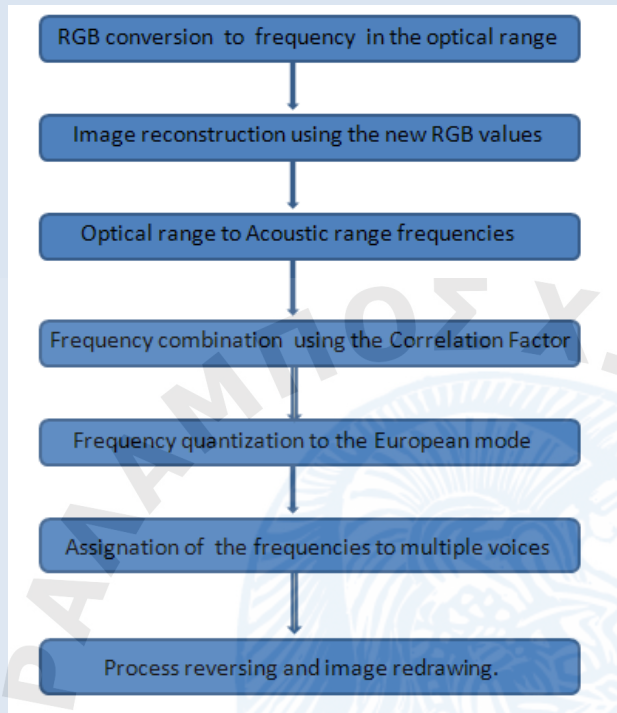 RGB conversion to frequency in the optical range
Image reconstruction using the new RGB values
Optical range to Acoustic range frequencies
Frequency combination using the Correlation Factor
Frequency quantization to the European mode
Assignation of the frequencies to multiple voices
Process reversing and image redrawing.
ΡΑΛΑΜΠΟΣ Χ.